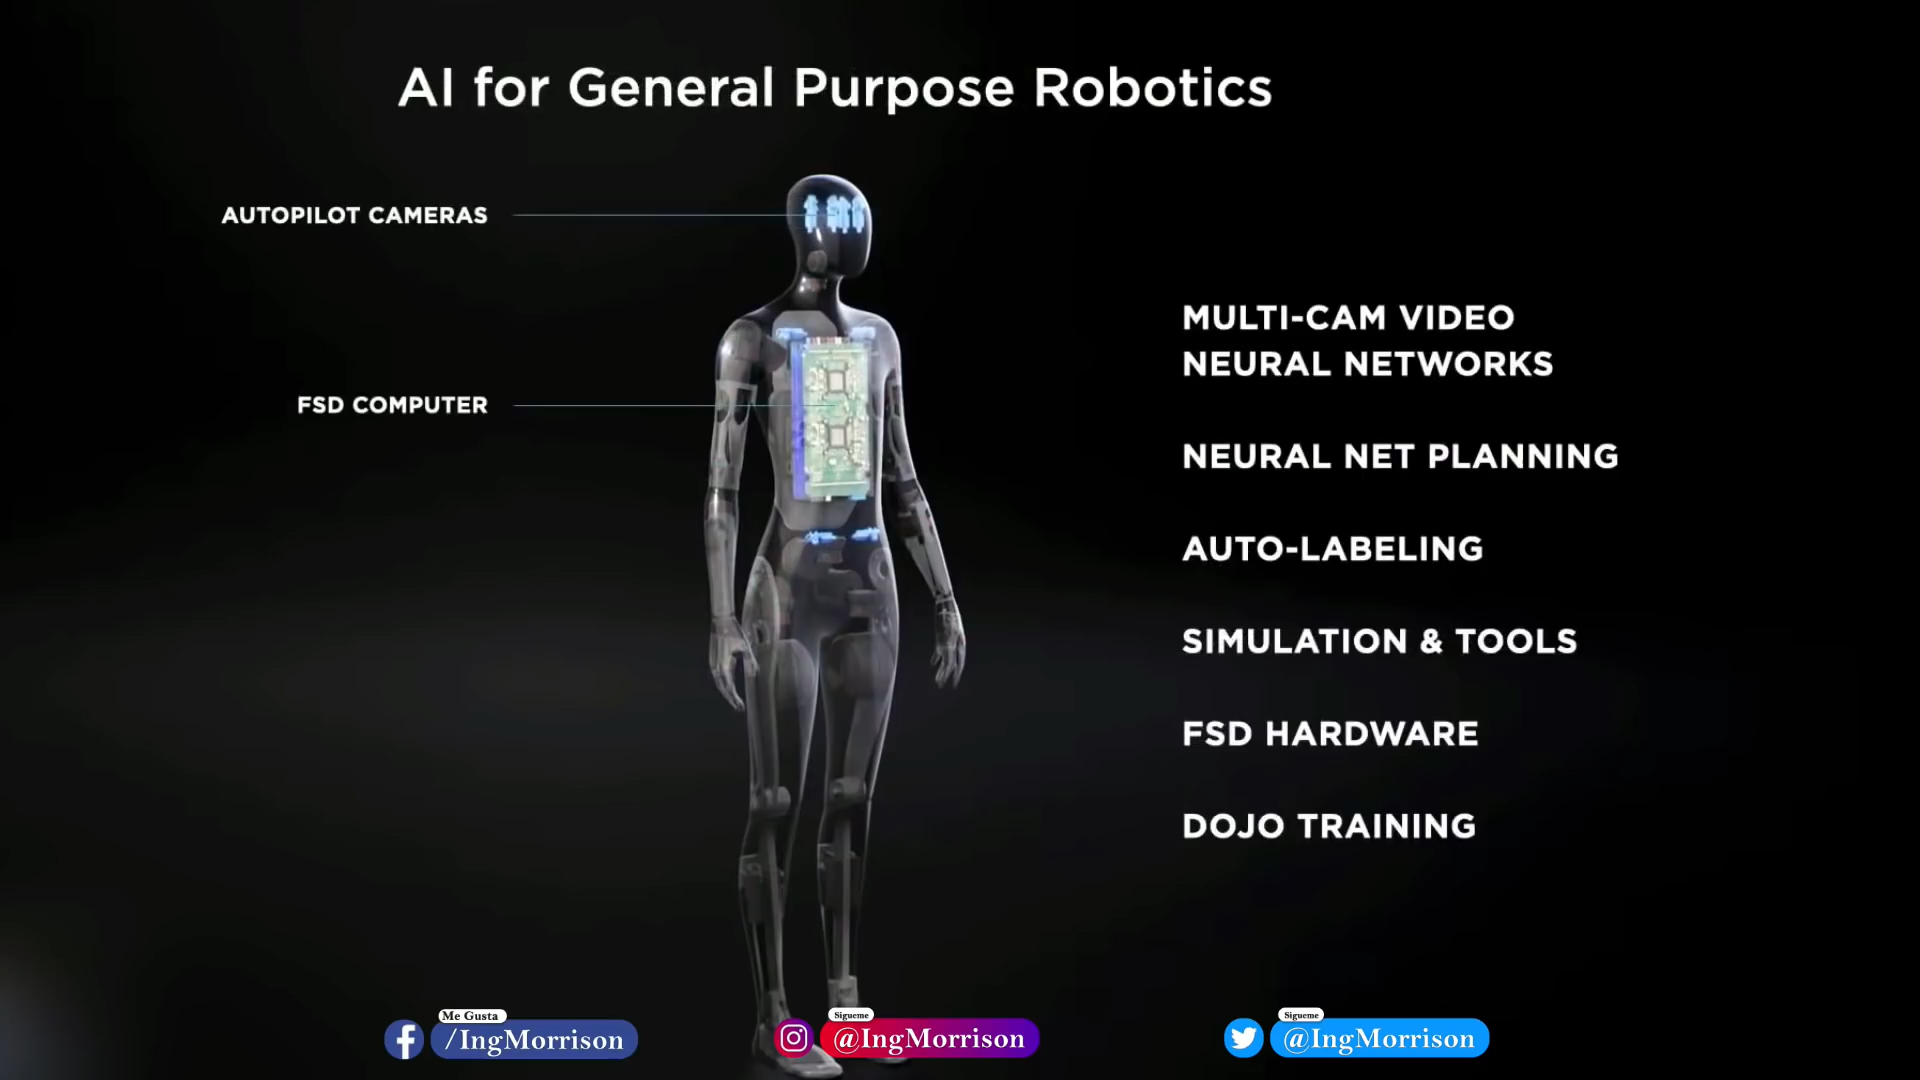 AI for General Purpose Robotics
AUTOPILOT CAMERAS
FSD COMPUTER
MULTI-CAM VIDEO
NEURAL NETWORKS
NEURAL NET PLANNING
AUTO-LABELING
SIMULATION & TOOLS
FSD HARDWARE
DOJO TRAINING
Me Gusta
/IngMorrison
Sigueme
@IngMorrison
Sigueme
@IngMorrison